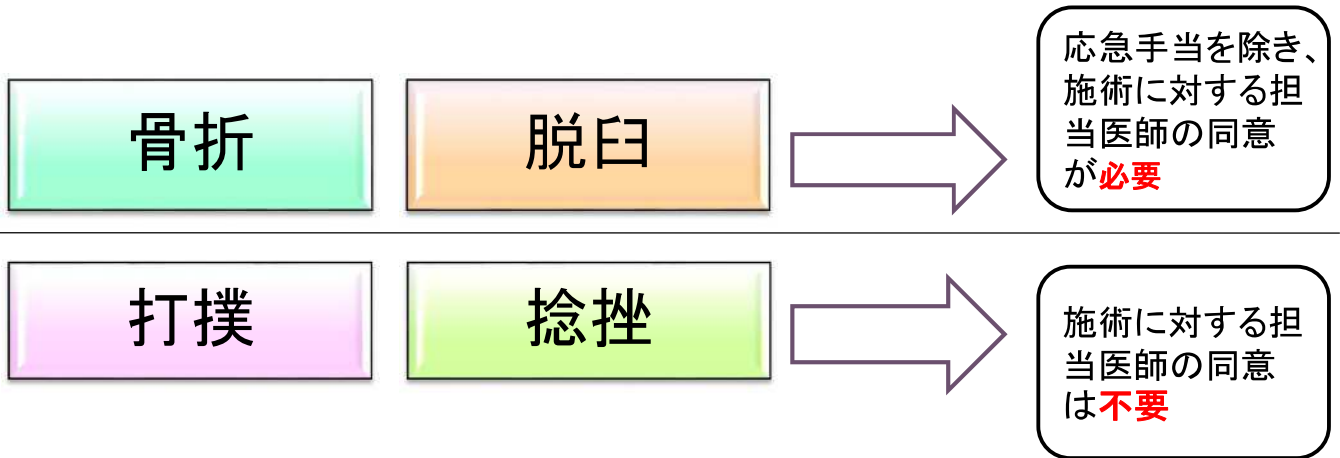 骨折
脱臼
応急手当を除き、
施術に対する担
当医師の同意
が必要
打撲
捻挫
施術に対する担
当医師の同意
は不要